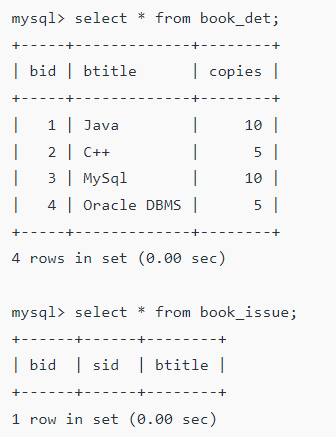 mysql> select * from book_det;
+-----+-------------+--------+
| bid | btitle      | copies |
+-----+-------------+--------+
|   1 | Java        |     10 |
|   2 | C++         |      5 |
|   3 | MySql       |     10 |
|   4 | Oracle DBMS |      5 |
+-----+-------------+--------+
4 rows in set (0.00 sec)
mysql> select * from book_issue;
+------+------+--------+
| bid  | sid  | btitle |
+------+------+--------+
1 row in set (0.00 sec)